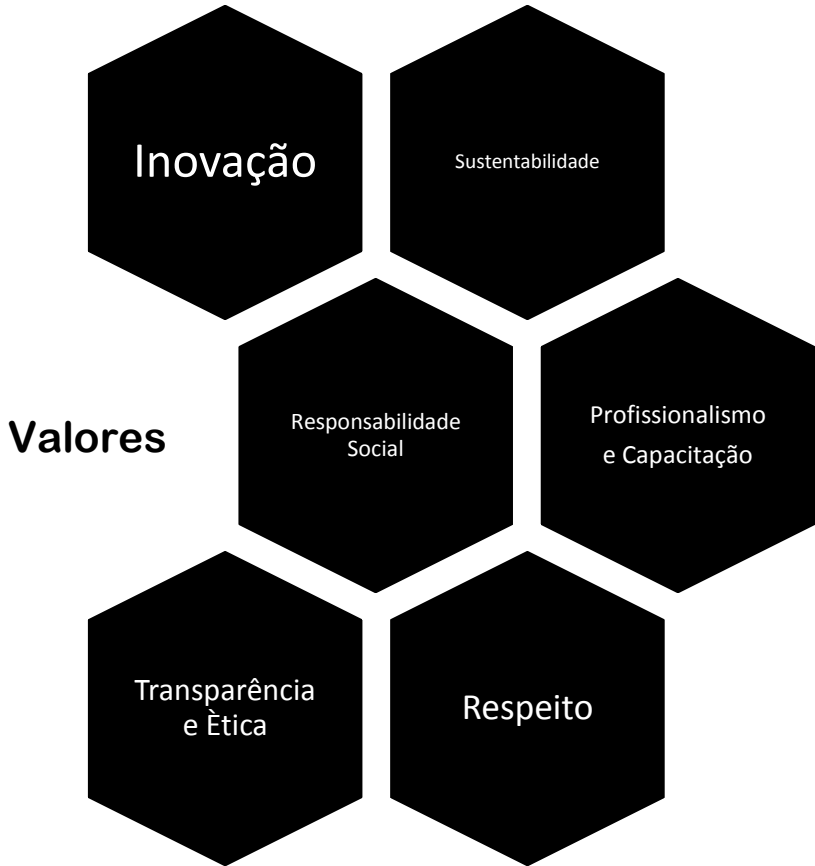 Inovação
Sustentabilidade
Valores
Responsabilidade
Social
Profissionalismo
e Capacitação
Transparência
e Ètica
Respeito